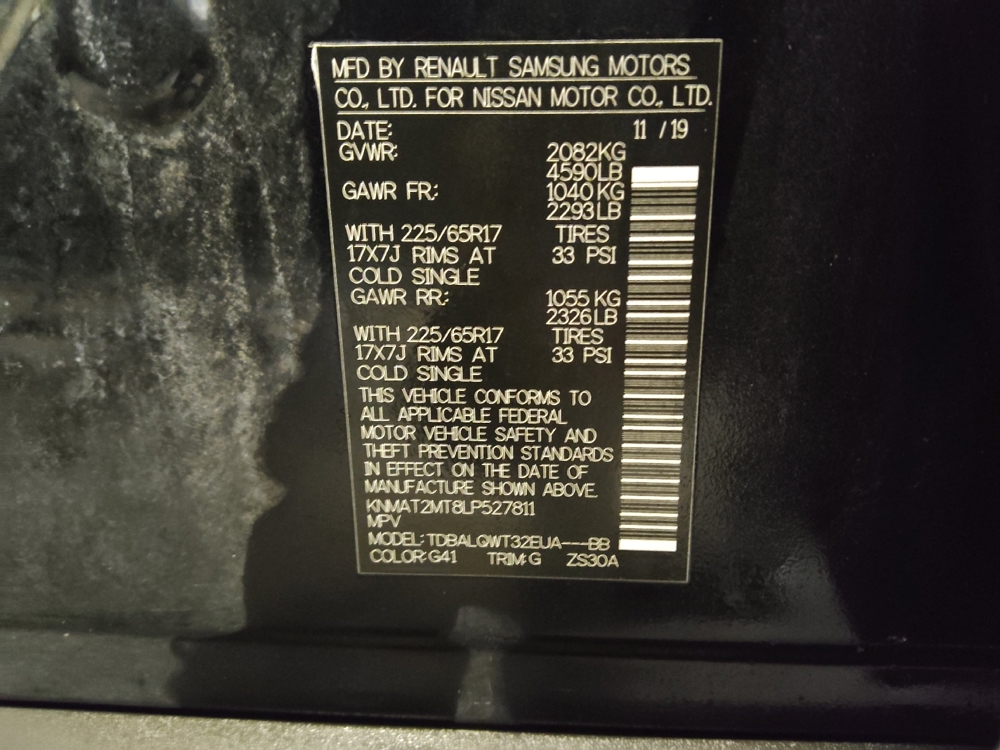 MFD BY RENAULT SAMSUNG MOTORS
CO., LTD. FOR NISSAN MOTOR CO., LTD.
DATE: 11 / 19
GVWR: 2082KG
4590LB
GAWR FR: 1040 KG
2293LB
WITH 225/65R17 TIRES
17X7J RIMS AT 33 PSI
COLD SINGLE
GAWR RR: 1055 KG
2326LB
WITH 225/65R17 TIRES
17X7J RIMS AT 33 PSI
COLD SINGLE
THIS VEHICLE CONFORMS TO
ALL APPLICABLE FEDERAL
MOTOR VEHICLE SAFETY AND
THEFT PREVENTION STANDARDS
IN EFFECT ON THE DATE OF
MANUFACTURE SHOWN ABOVE.
KNMAT2MT8LP527811
MPV
MODEL: TDBALQWT32EUA---BB
COLOR: G41 TRIM: G ZS30A